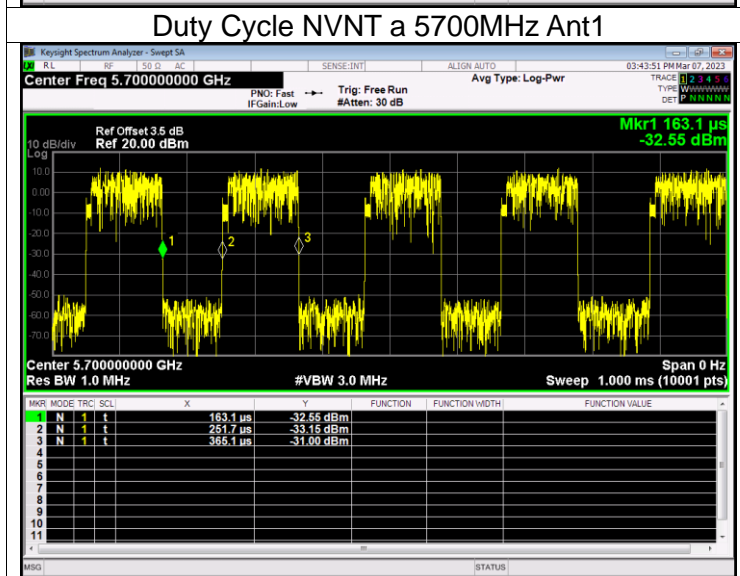 Duty Cycle NVNT a 5700MHz Ant1
Keysight Spectrum Analyzer - Swept SA
RL RF 50 Ω AC SENSE:INT ALIGN AUTO 03:43:51 PM Mar 07, 2023
Center Freq 5.700000000 GHz Avg Type: Log-Pwr TRACE 1 2 3 4 5 6
PNO: Fast Trig: Free Run TYPE WWWWWW
IFGain:Low #Atten: 30 dB DET P N N N N N
Mkr1 163.1 µs
-32.55 dBm
Ref Offset 3.5 dB
10 dB/div Ref 20.00 dBm
Log
10.0
0.00
-10.0
-20.0
-30.0
-40.0
-50.0
-60.0
-70.0
1 2 3
Center 5.700000000 GHz Span 0 Hz
Res BW 1.0 MHz #VBW 3.0 MHz Sweep 1.000 ms (10001 pts)
MKR MODE TRC SCL X Y FUNCTION FUNCTION WIDTH FUNCTION VALUE
1 N 1 t 163.1 µs -32.55 dBm
2 N 1 t 251.7 µs -33.15 dBm
3 N 1 t 365.1 µs -31.00 dBm
4
5
6
7
8
9
10
11
MSG STATUS